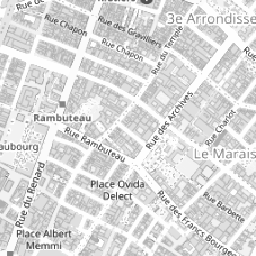 3e Arrondisse
Rue des Gravilliers
Rue du Temple
Rue Chapon
Rue Chapon
Rue des Archives
Rambuteau
Rue Charlot
Rue Rambuteau
aubourg
Le Marais
Rue du Renard
Place Ovida
Delect
Rue Barbette
Rue des Francs Bourgeoi
Place Albert
Memmi